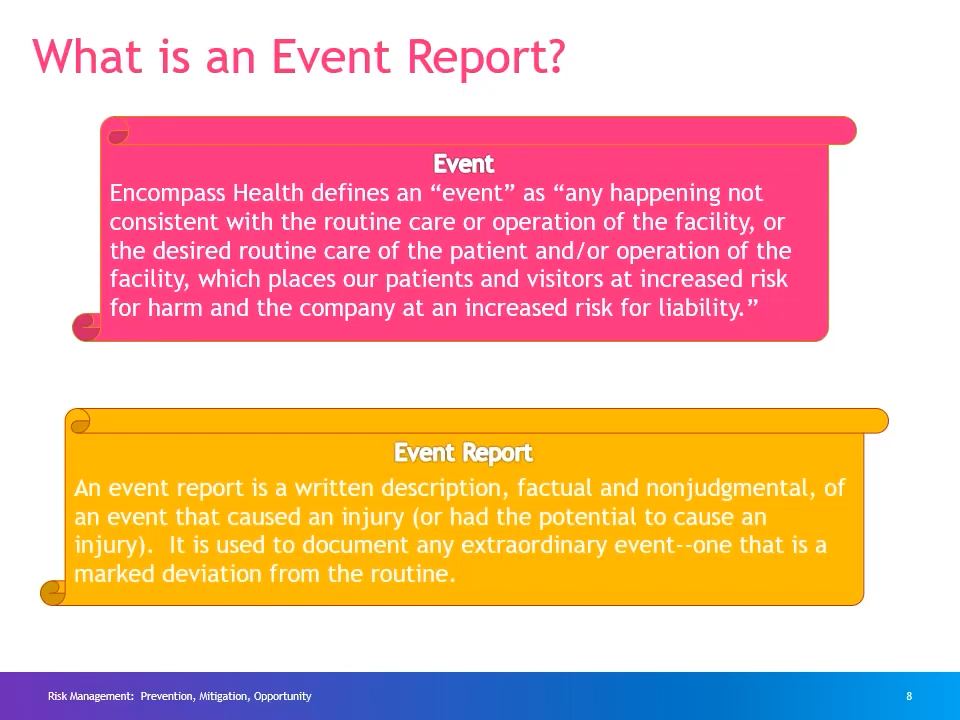 What is an Event Report?
Event
Encompass Health defines an “event” as “any happening not
consistent with the routine care or operation of the facility, or
the desired routine care of the patient and/or operation of the
facility, which places our patients and visitors at increased risk
for harm and the company at an increased risk for liability.”
Event Report
An event report is a written description, factual and nonjudgmental, of
an event that caused an injury (or had the potential to cause an
injury).  It is used to document any extraordinary event--one that is a
marked deviation from the routine.
Risk Management:  Prevention, Mitigation, Opportunity
8